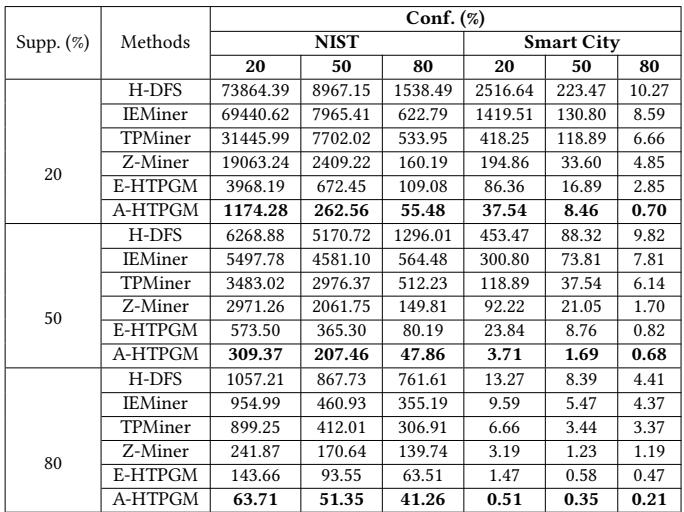 Conf. (%)
Supp. (%) Methods NIST Smart City
20 50 80 20 50 80
H-DFS 73864.39 8967.15 1538.49 2516.64 223.47 10.27
IEMiner 69440.62 7965.41 622.79 1419.51 130.80 8.59
TPMiner 31445.99 7702.02 533.95 418.25 118.89 6.66
Z-Miner 19063.24 2409.22 160.19 194.86 33.60 4.85
20
E-HTPGM 3968.19 672.45 109.08 86.36 16.89 2.85
A-HTPGM 1174.28 262.56 55.48 37.54 8.46 0.70
H-DFS 6268.88 5170.72 1296.01 453.47 88.32 9.82
IEMiner 5497.78 4581.10 564.48 300.80 73.81 7.81
TPMiner 3483.02 2976.37 512.23 118.89 37.54 6.14
Z-Miner 2971.26 2061.75 149.81 92.22 21.05 1.70
50
E-HTPGM 573.50 365.30 80.19 23.84 8.76 0.82
A-HTPGM 309.37 207.46 47.86 3.71 1.69 0.68
H-DFS 1057.21 867.73 761.61 13.27 8.39 4.41
IEMiner 954.99 460.93 355.19 9.59 5.47 4.37
TPMiner 899.25 412.01 306.91 6.66 3.44 3.37
Z-Miner 241.87 170.64 139.74 3.19 1.23 1.19
80
E-HTPGM 143.66 93.55 63.51 1.47 0.58 0.47
A-HTPGM 63.71 51.35 41.26 0.51 0.35 0.21